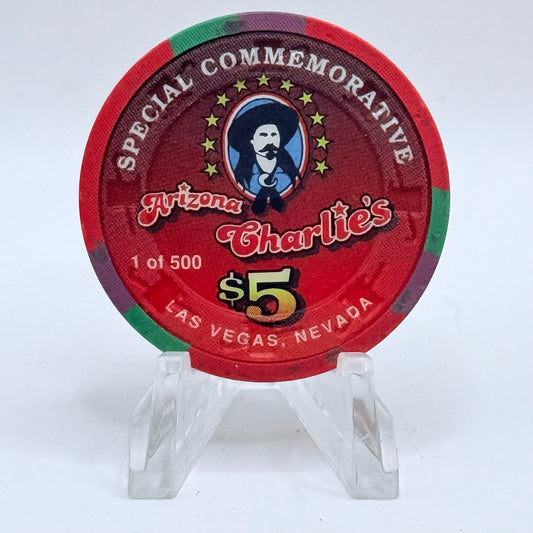 SPECIAL COMMEMORATIVE
Arizona
Charlie's
1 of 500
$5
LAS VEGAS, NEVADA